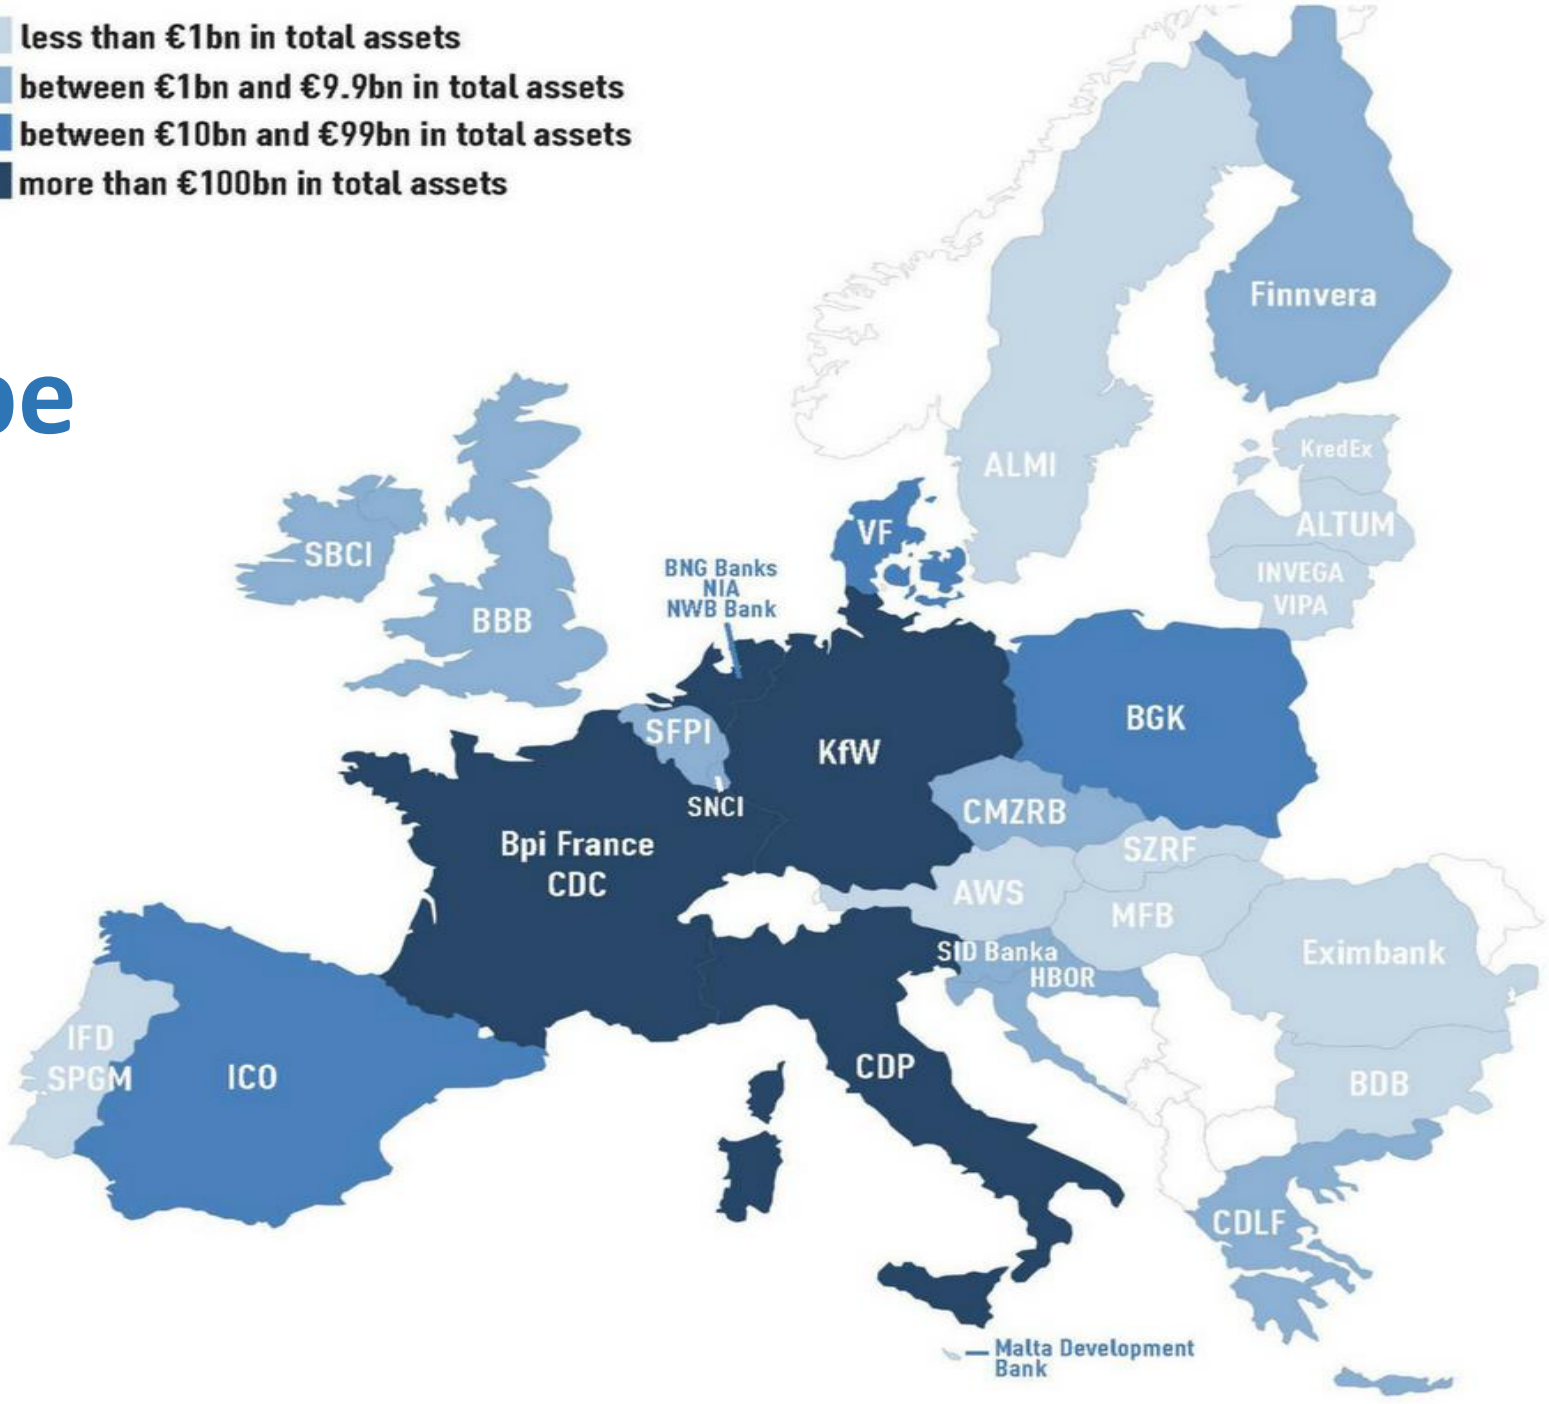 less than €1bn in total assets
between €1bn and €9.9bn in total assets
between €10bn and €99bn in total assets
more than €100bn in total assets
pe
Finnvera
KredEx
ALMI
ALTUM
VF
SBCI
BNG Banks
NIA
NWB Bank
INVEGA
VIPA
BBB
BGK
SFPI
KfW
SNCI
CMZRB
Bpi France
CDC
SZRF
AWS
MFB
SID Banka
HBOR
Eximbank
IFD
SPGM
ICO
CDP
BDB
CDLF
Malta Development
Bank